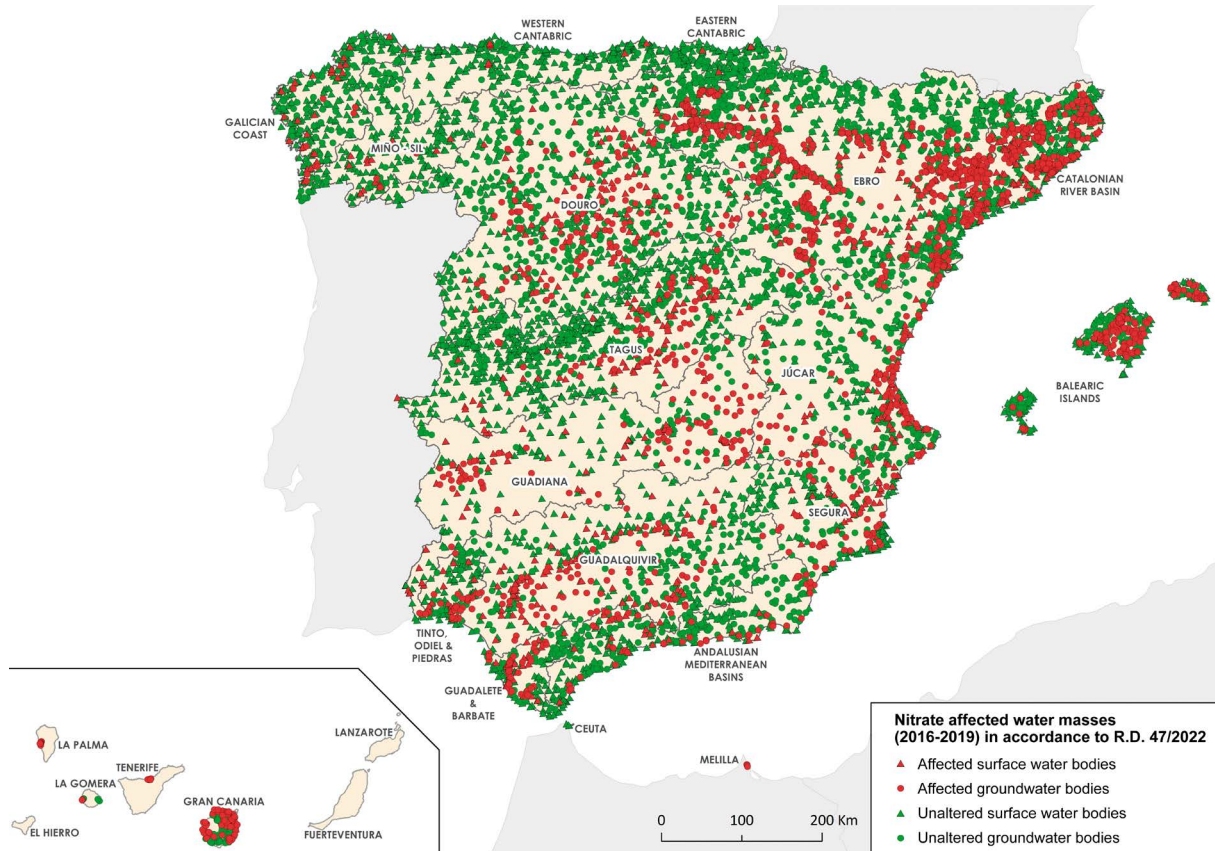 WESTERN
CANTABRIC
EASTERN
CANTABRIC
GALICIAN
COAST
MIÑO - SIL
DOURO
EBRO
CATALONIAN
RIVER BASIN
TAGUS
JÚCAR
BALEARIC
ISLANDS
GUADIANA
SEGURA
GUADALQUIVIR
TINTO,
ODIEL &
PIEDRAS
ANDALUSIAN
MEDITERRANEAN
BASINS
GUADALETE
&
BARBATE
CEUTA
MELILLA
LANZAROTE
LA PALMA
TENERIFE
LA GOMERA
GRAN CANARIA
EL HIERRO
FUERTEVENTURA
0 100 200 Km
Nitrate affected water masses
(2016-2019) in accordance to R.D. 47/2022
Affected surface water bodies
Affected groundwater bodies
Unaltered surface water bodies
Unaltered groundwater bodies